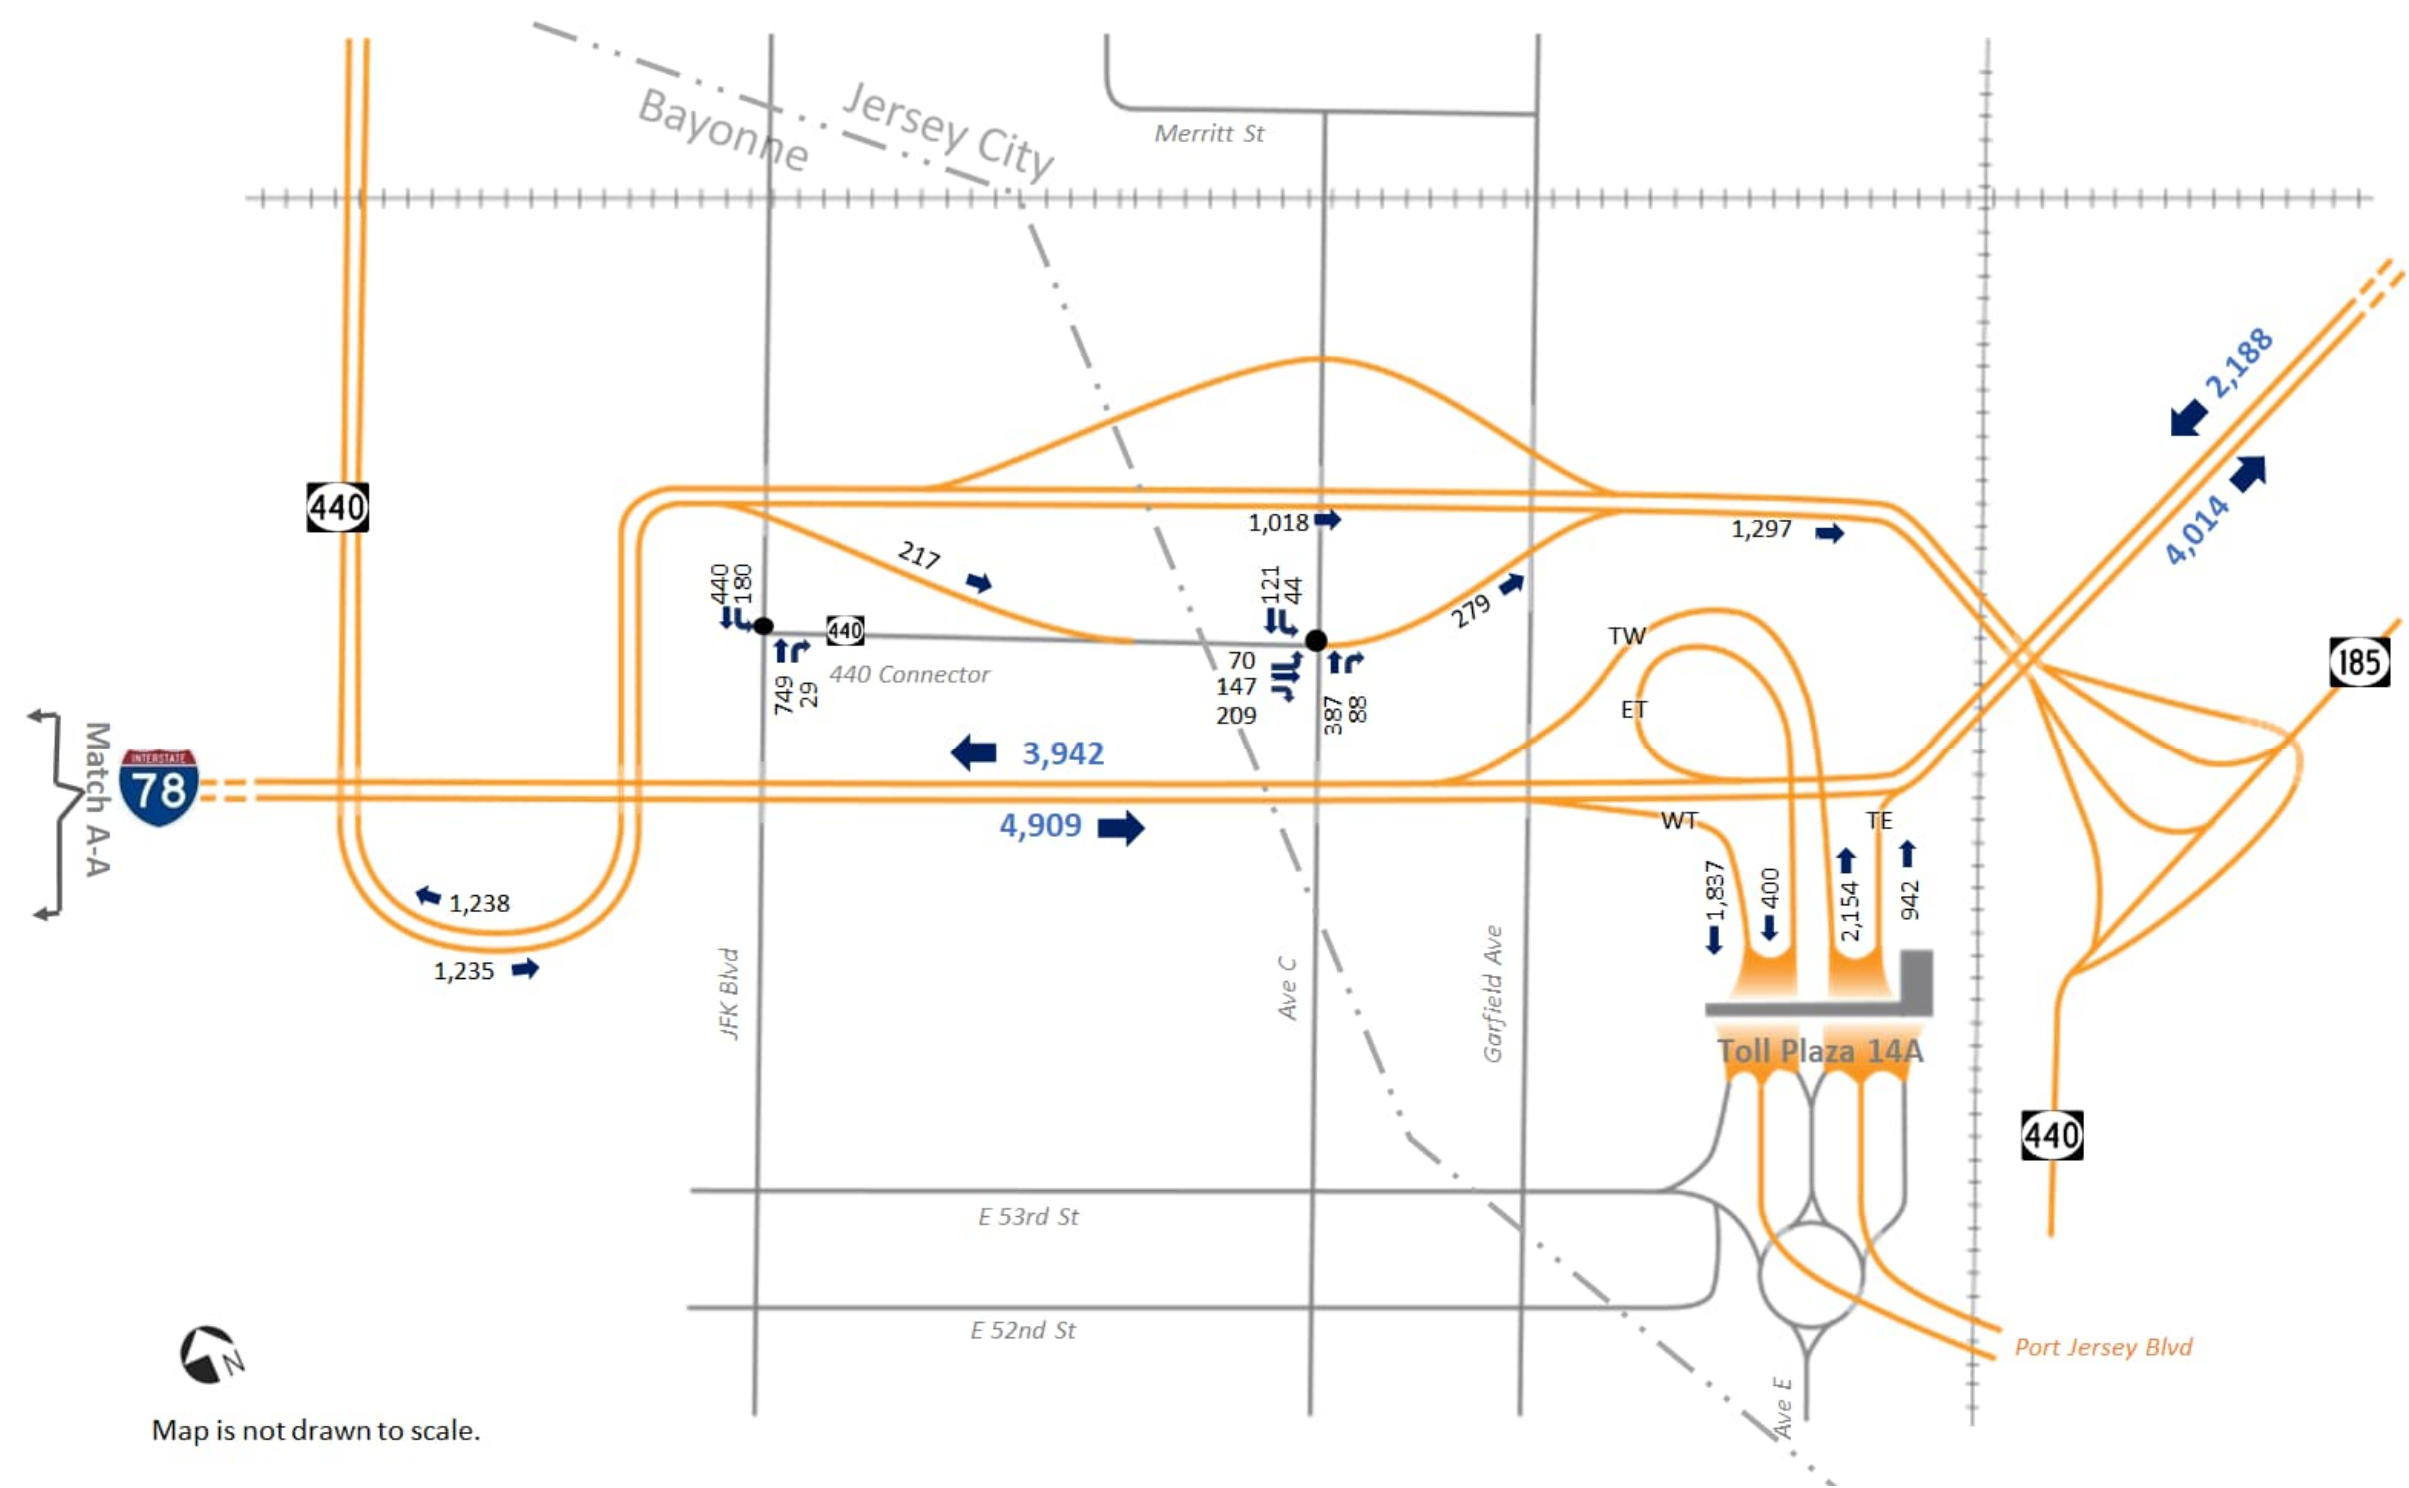 Jersey City
Bayonne
Merritt St
2,188
4,014
440
1,018
1,297
217
440
180
121
44
279
440
440 Connector
70
147
209
749
29
387
88
TW
ET
185
Match A-A
INTERSTATE
78
3,942
4,909
WT
TE
1,837
400
2,154
942
1,238
1,235
JFK Blvd
Ave C
Garfield Ave
Toll Plaza 14A
440
E 53rd St
E 52nd St
Port Jersey Blvd
Ave E
N
Map is not drawn to scale.